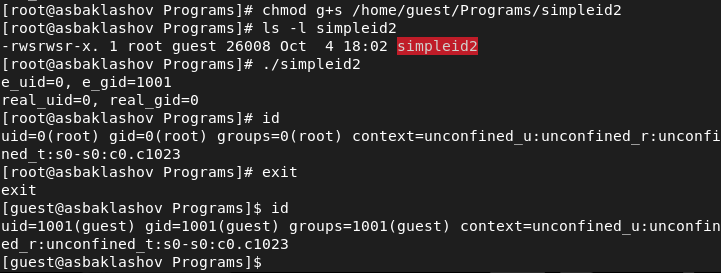 [root@asbaklashov Programs]# chmod g+s /home/guest/Programs/simpleid2
[root@asbaklashov Programs]# ls -l simpleid2
-rwsrwsr-x. 1 root guest 26008 Oct  4 18:02 simpleid2
[root@asbaklashov Programs]# ./simpleid2
e_uid=0, e_gid=1001
real_uid=0, real_gid=0
[root@asbaklashov Programs]# id
uid=0(root) gid=0(root) groups=0(root) context=unconfined_u:unconfined_r:unconfi
ned_t:s0-s0:c0.c1023
[root@asbaklashov Programs]# exit
exit
[guest@asbaklashov Programs]$ id
uid=1001(guest) gid=1001(guest) groups=1001(guest) context=unconfined_u:unconfin
ed_r:unconfined_t:s0-s0:c0.c1023
[guest@asbaklashov Programs]$